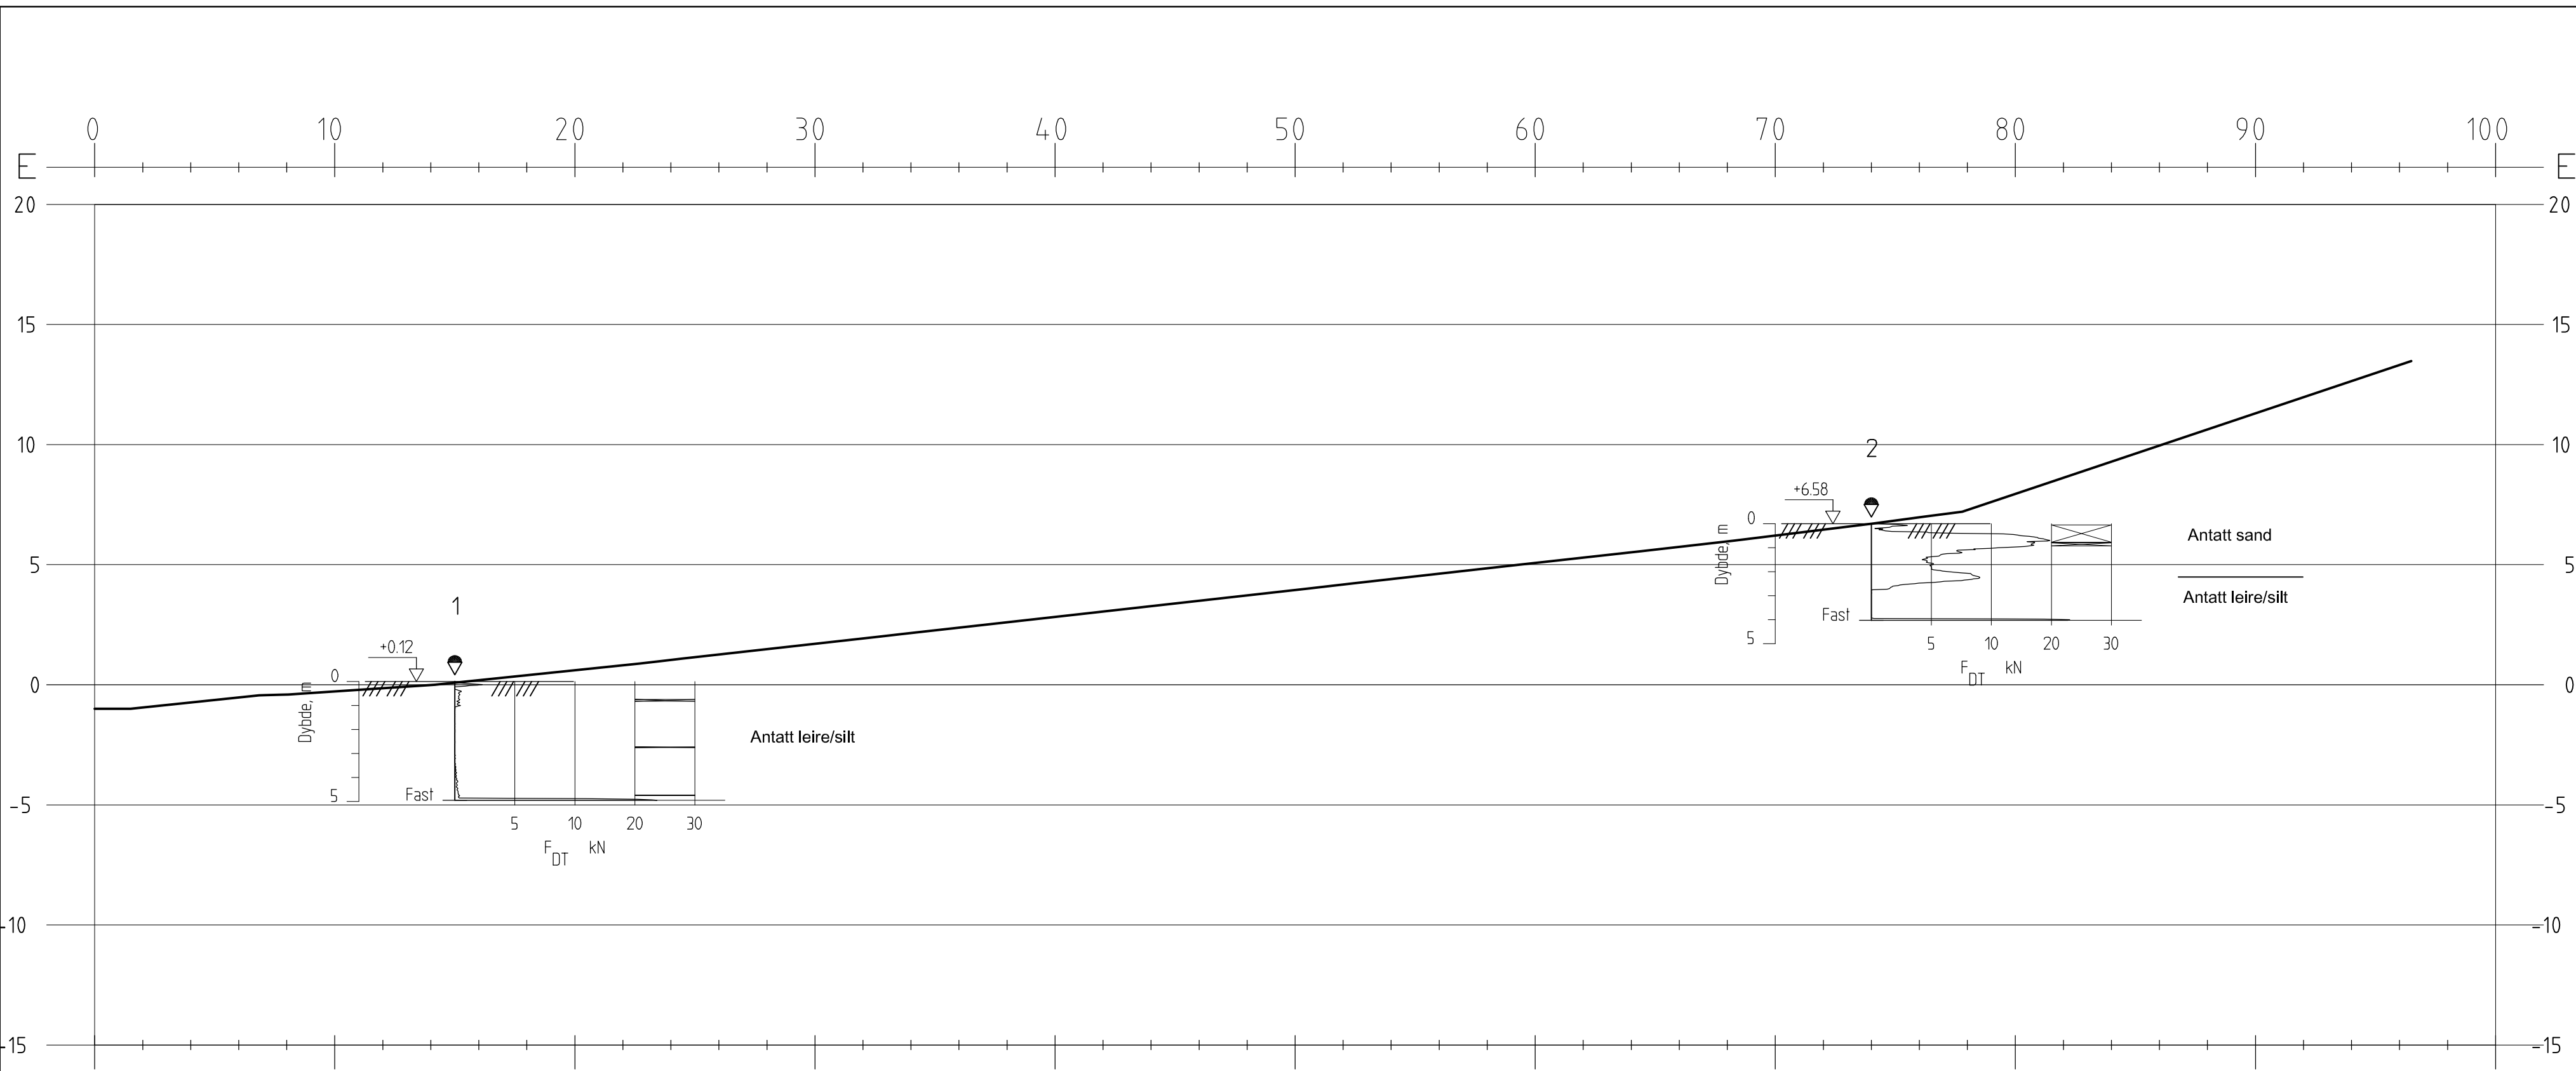 0 10 20 30 40 50 60 70 80 90 100
E E
20 20
15 15
10 10
2
+6.58
0
Antatt sand
Dybde, m
5 5
Antatt leire/silt
1
Fast
5
5 10 20 30
+0.12
F DT kN
0
0 0
Dybde, m
Antatt leire/silt
5
Fast
-5 -5
5 10 20 30
F DT kN
-10 -10
-15 -15